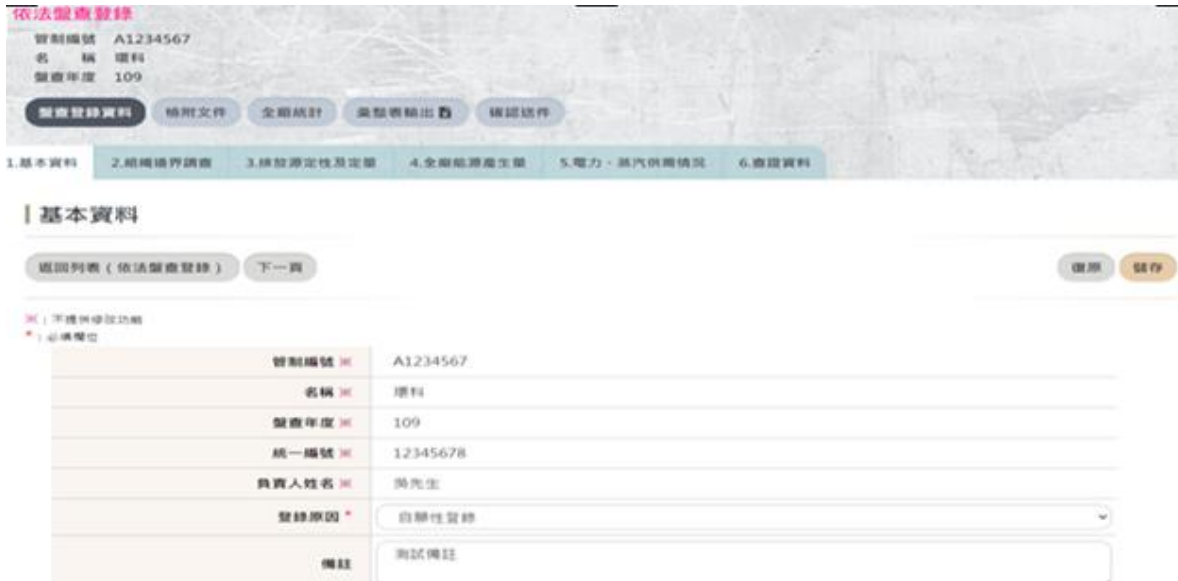 依法盤查登錄
管制編號 A1234567
名 稱 環科
盤查年度 109
盤查登錄資料 檢附文件 全廠統計 彙整表輸出 確認送件
1.基本資料 2.組織邊界調查 3.排放源定性及定量 4.全廠能源產生量 5.電力、蒸汽供需情況 6.查證資料
基本資料
返回列表(依法盤查登錄) 下一頁 復原 儲存
※:不提供修改功能
*:必填欄位
管制編號※ A1234567
名稱※ 環科
盤查年度※ 109
統一編號※ 12345678
負責人姓名※ 先生
登錄原因* 自願性登錄
備註 測試備註